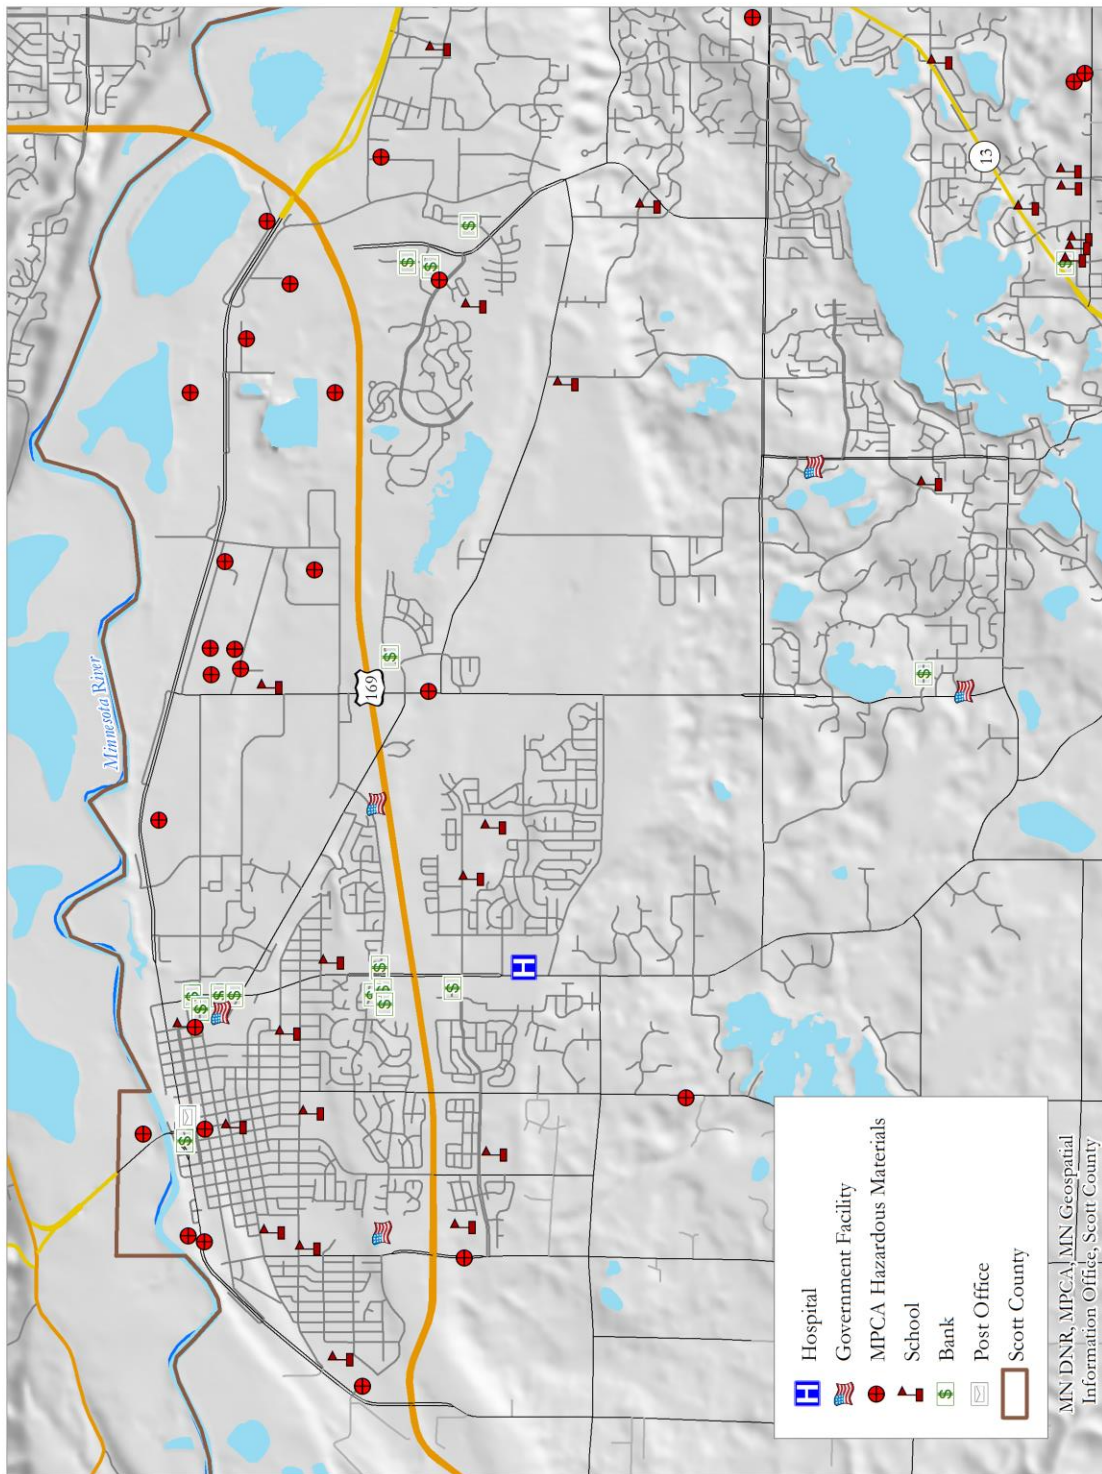 Minnesota River
169
13
H
Hospital
Government Facility
MPCA Hazardous Materials
School
Bank
Post Office
Scott County
MN DNR, MPCA, MN Geospatial
Information Office, Scott County